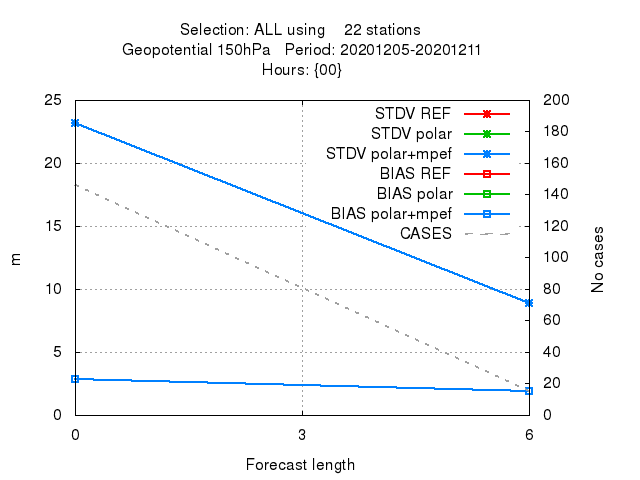 Selection: ALL using    22 stations
Geopotential 150hPa   Period: 20201205-20201211
Hours: {00}
25
20
15
10
5
0
200
180
160
140
120
100
80
60
40
20
0
STDV REF
STDV polar
STDV polar+mpef
BIAS REF
BIAS polar
BIAS polar+mpef
CASES
m
No cases
0
3
6
Forecast length